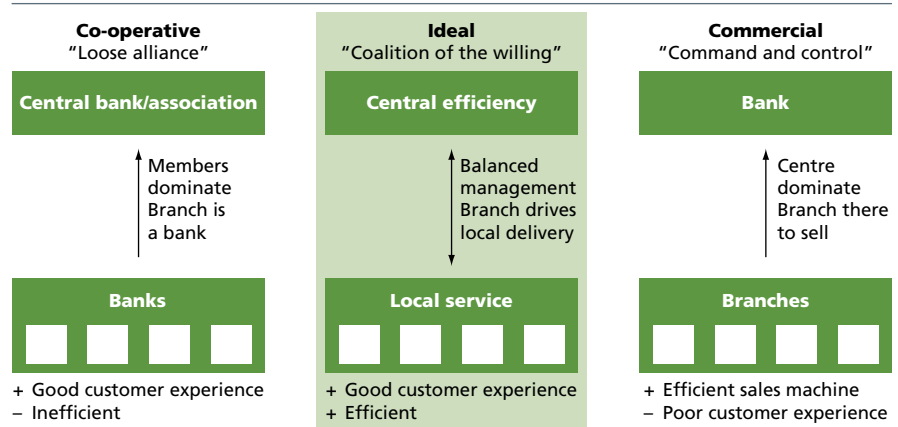 Co-operative
"Loose alliance"
Central bank/association
Members
dominate
Branch is
a bank
Banks
+ Good customer experience
– Inefficient
Ideal
"Coalition of the willing"
Central efficiency
Balanced
management
Branch drives
local delivery
Local service
+ Good customer experience
+ Efficient
Commercial
"Command and control"
Bank
Centre
dominate
Branch there
to sell
Branches
+ Efficient sales machine
– Poor customer experience